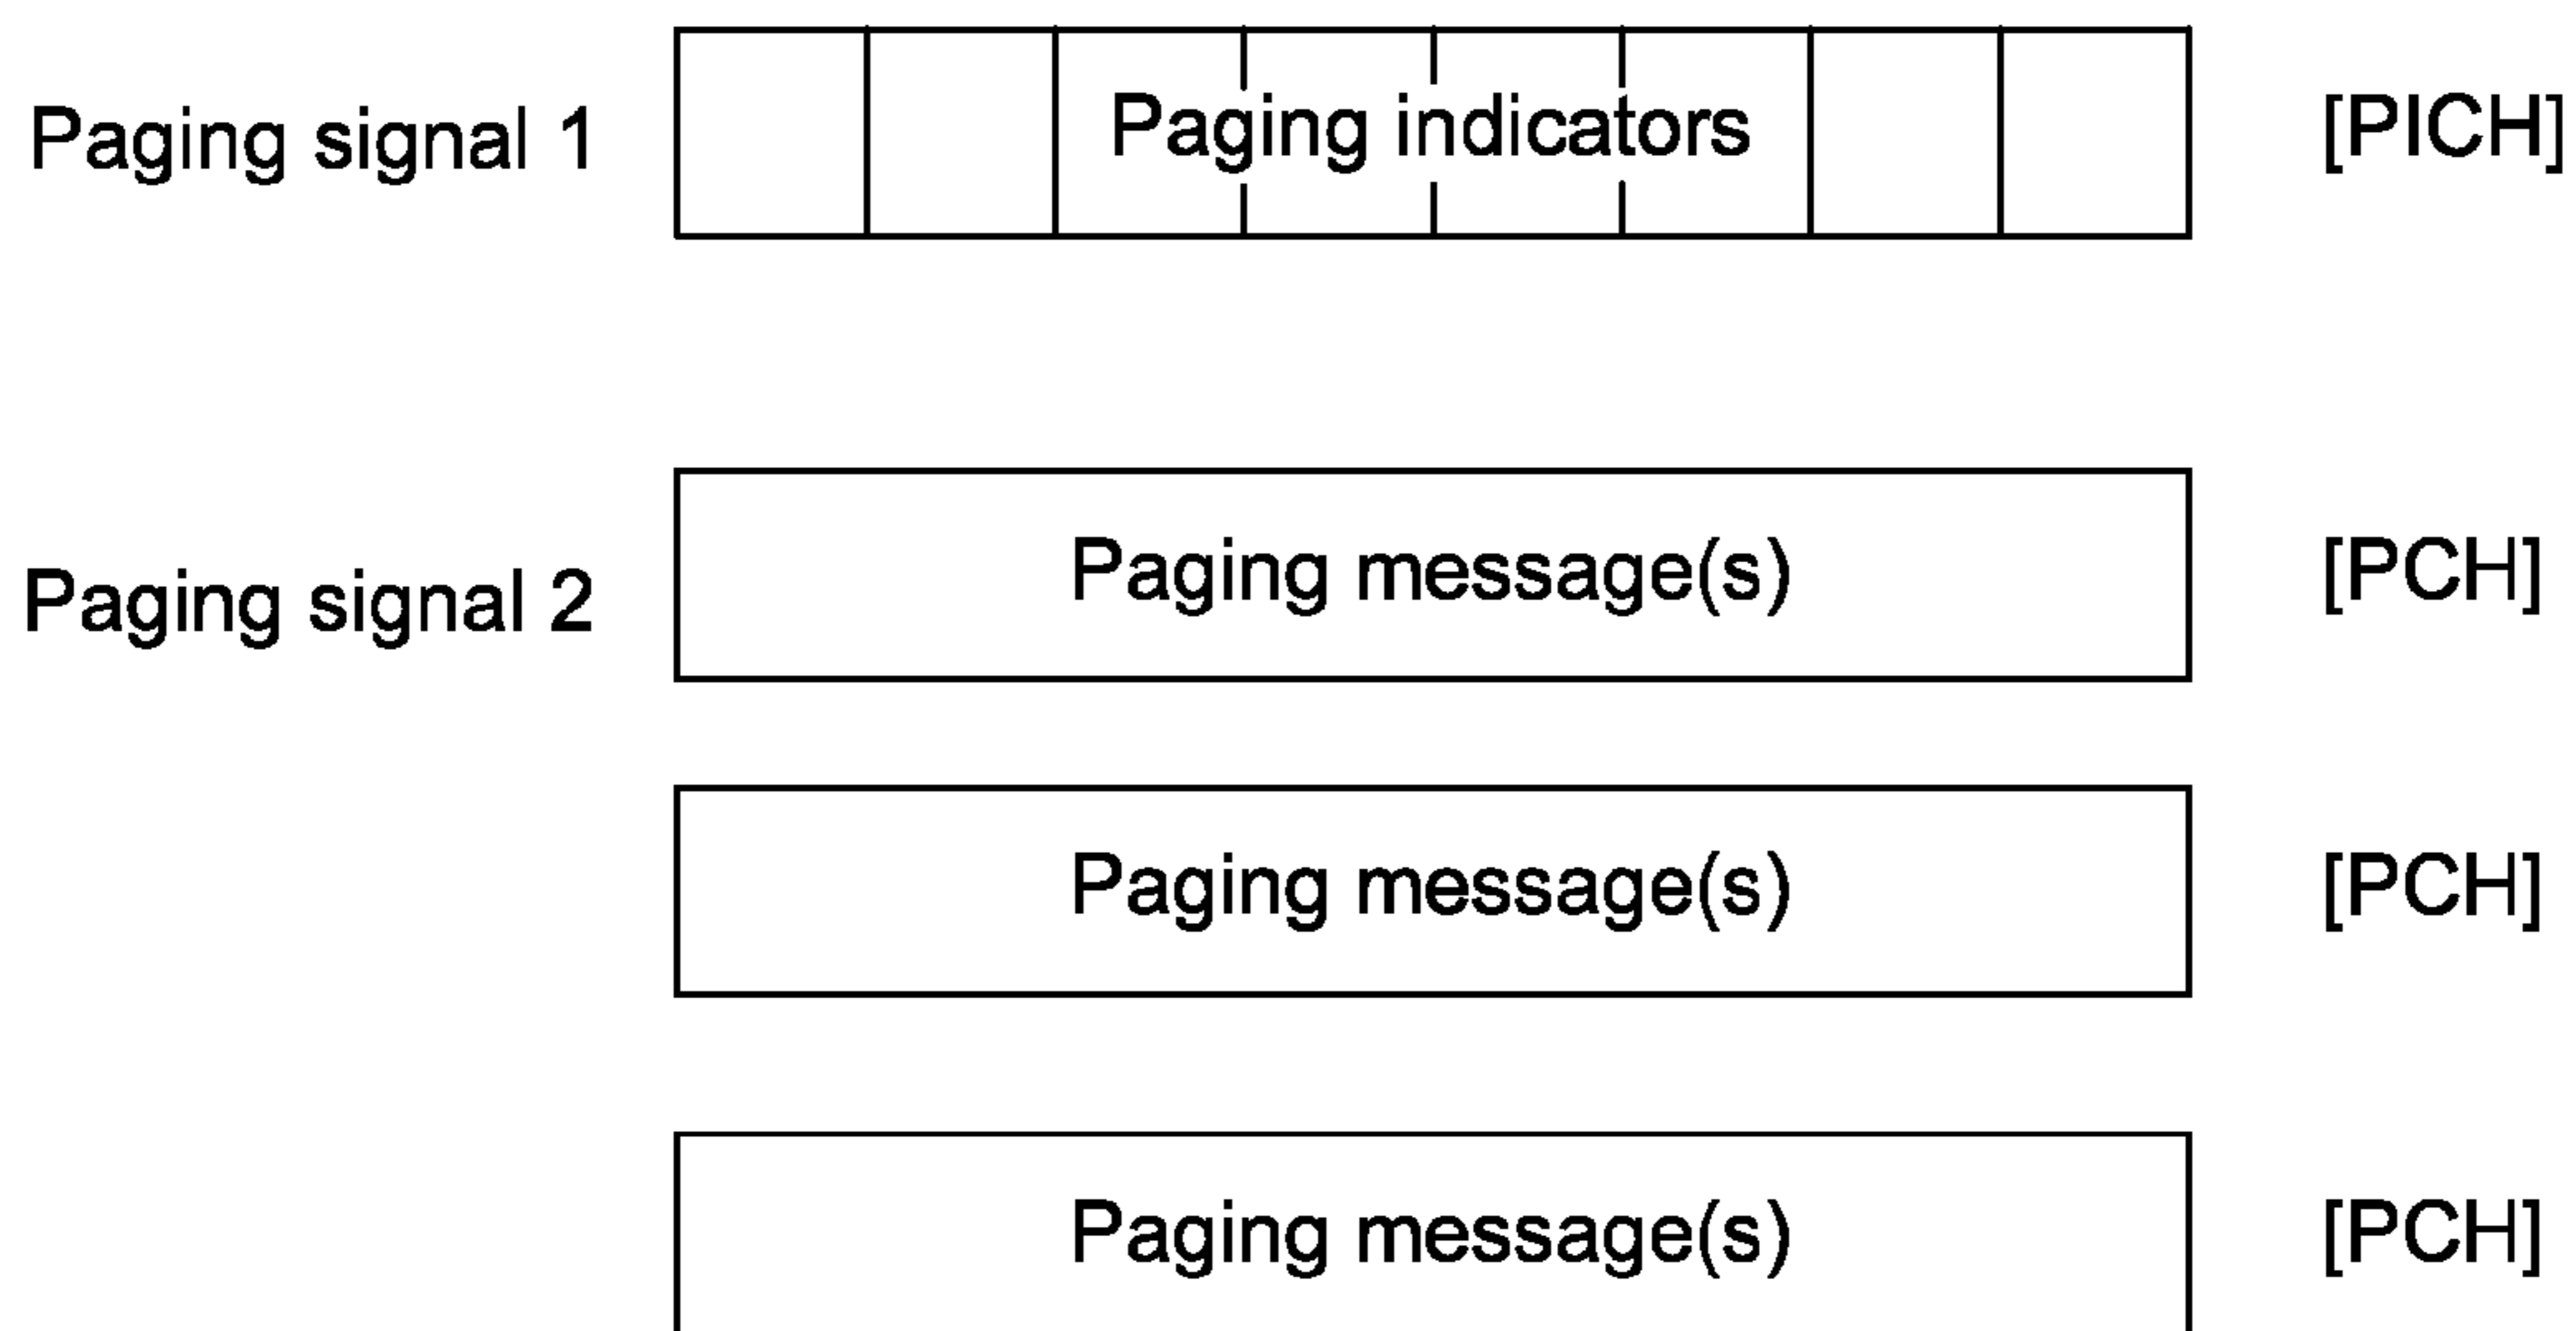 Paging signal 1 Paging indicators [PICH]
Paging signal 2 Paging message(s) [PCH]
Paging message(s) [PCH]
Paging message(s) [PCH]